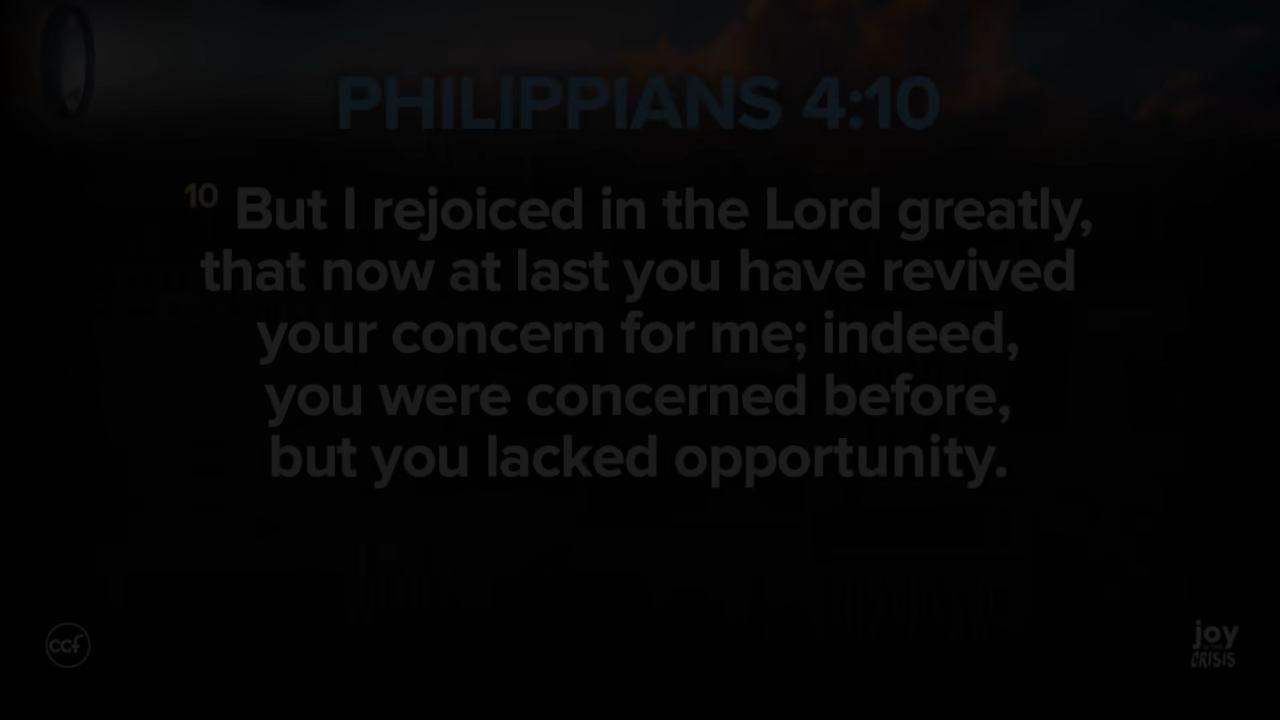 PHILIPPIANS 4:10
10 But I rejoiced in the Lord greatly,
that now at last you have revived
your concern for me; indeed,
you were concerned before,
but you lacked opportunity.
ccf
joy
CRISIS